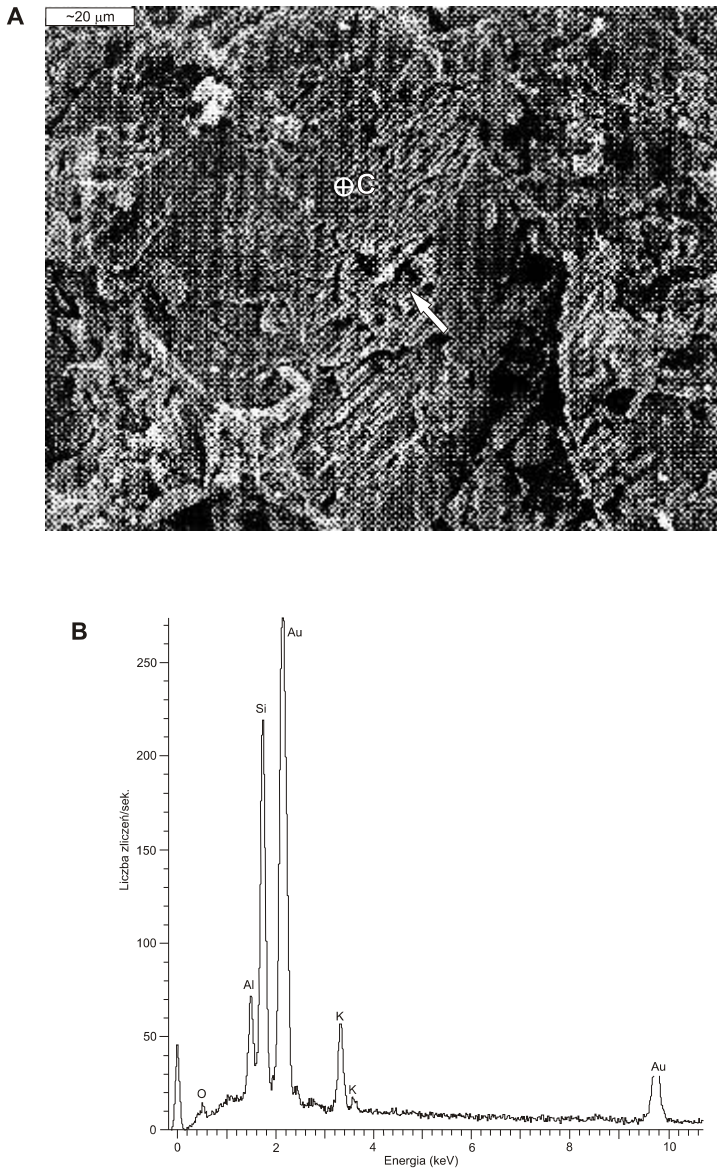 A
~20 µm
C
B
Au
Si
Al
K
K
O
Au
250
200
150
100
50
0
Liczba zliczeń/sek.
0
2
4
6
8
10
Energia (keV)